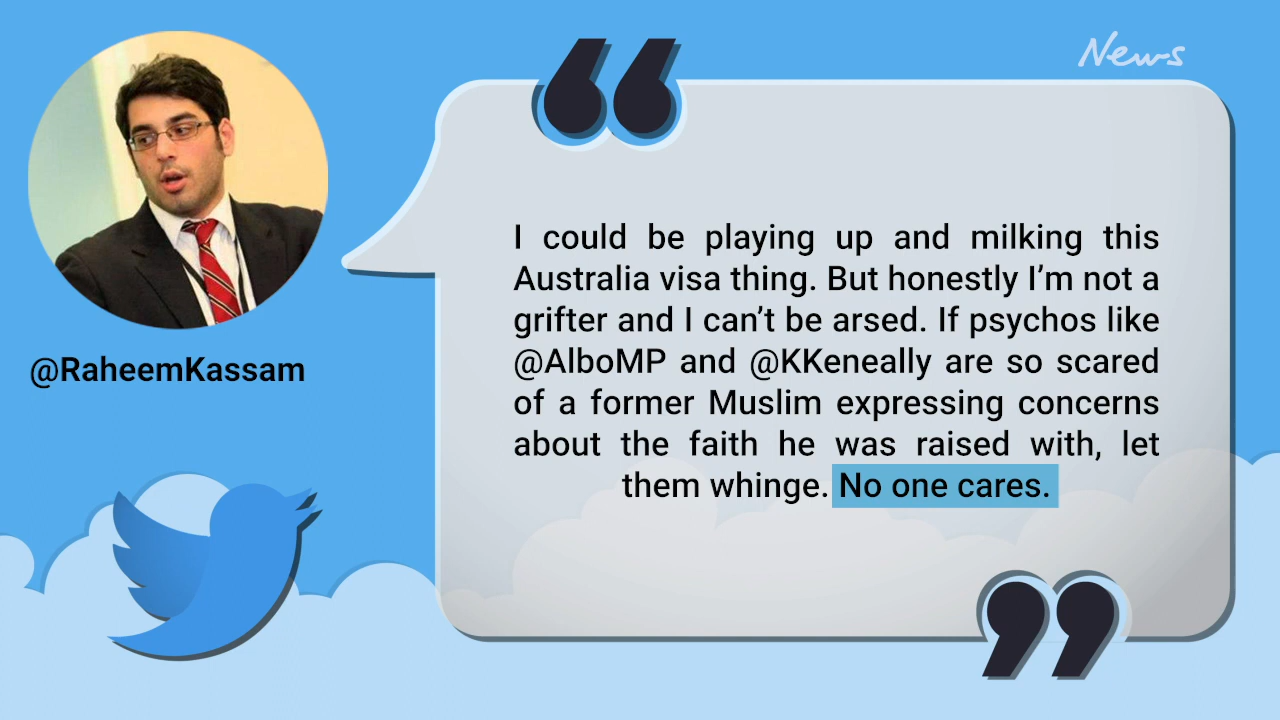 News
I could be playing up and milking this
Australia visa thing. But honestly I’m not a
grifter and I can’t be arsed. If psychos like
@AlboMP and @KKeneally are so scared
of a former Muslim expressing concerns
about the faith he was raised with, let
them whinge. No one cares.
@RaheemKassam